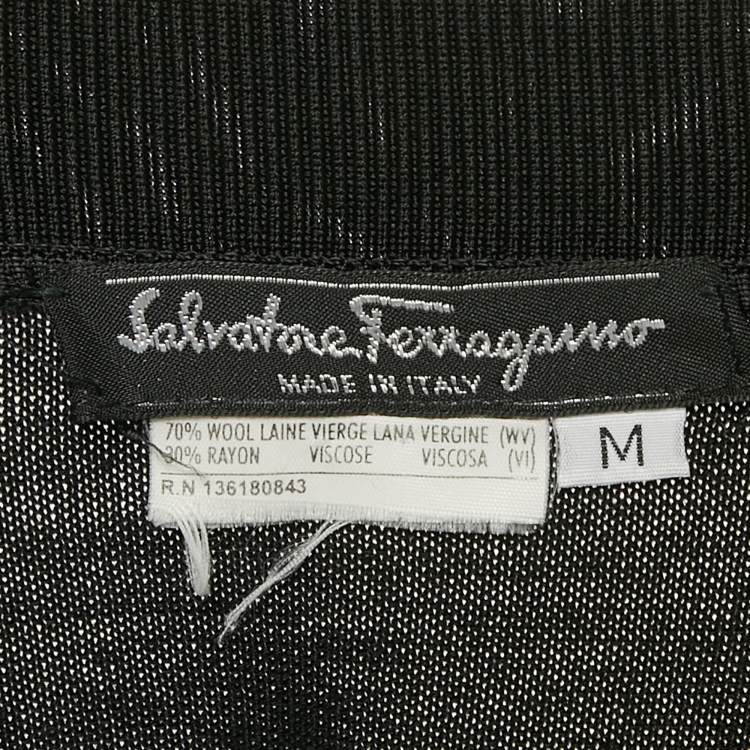 Salvatore Ferragamo
MADE IN ITALY
70% WOOL LAINE VIERGE LANA VERGINE (WV)
30% RAYON VISCOSE VISCOSA (VI)
R.N 136180843
M